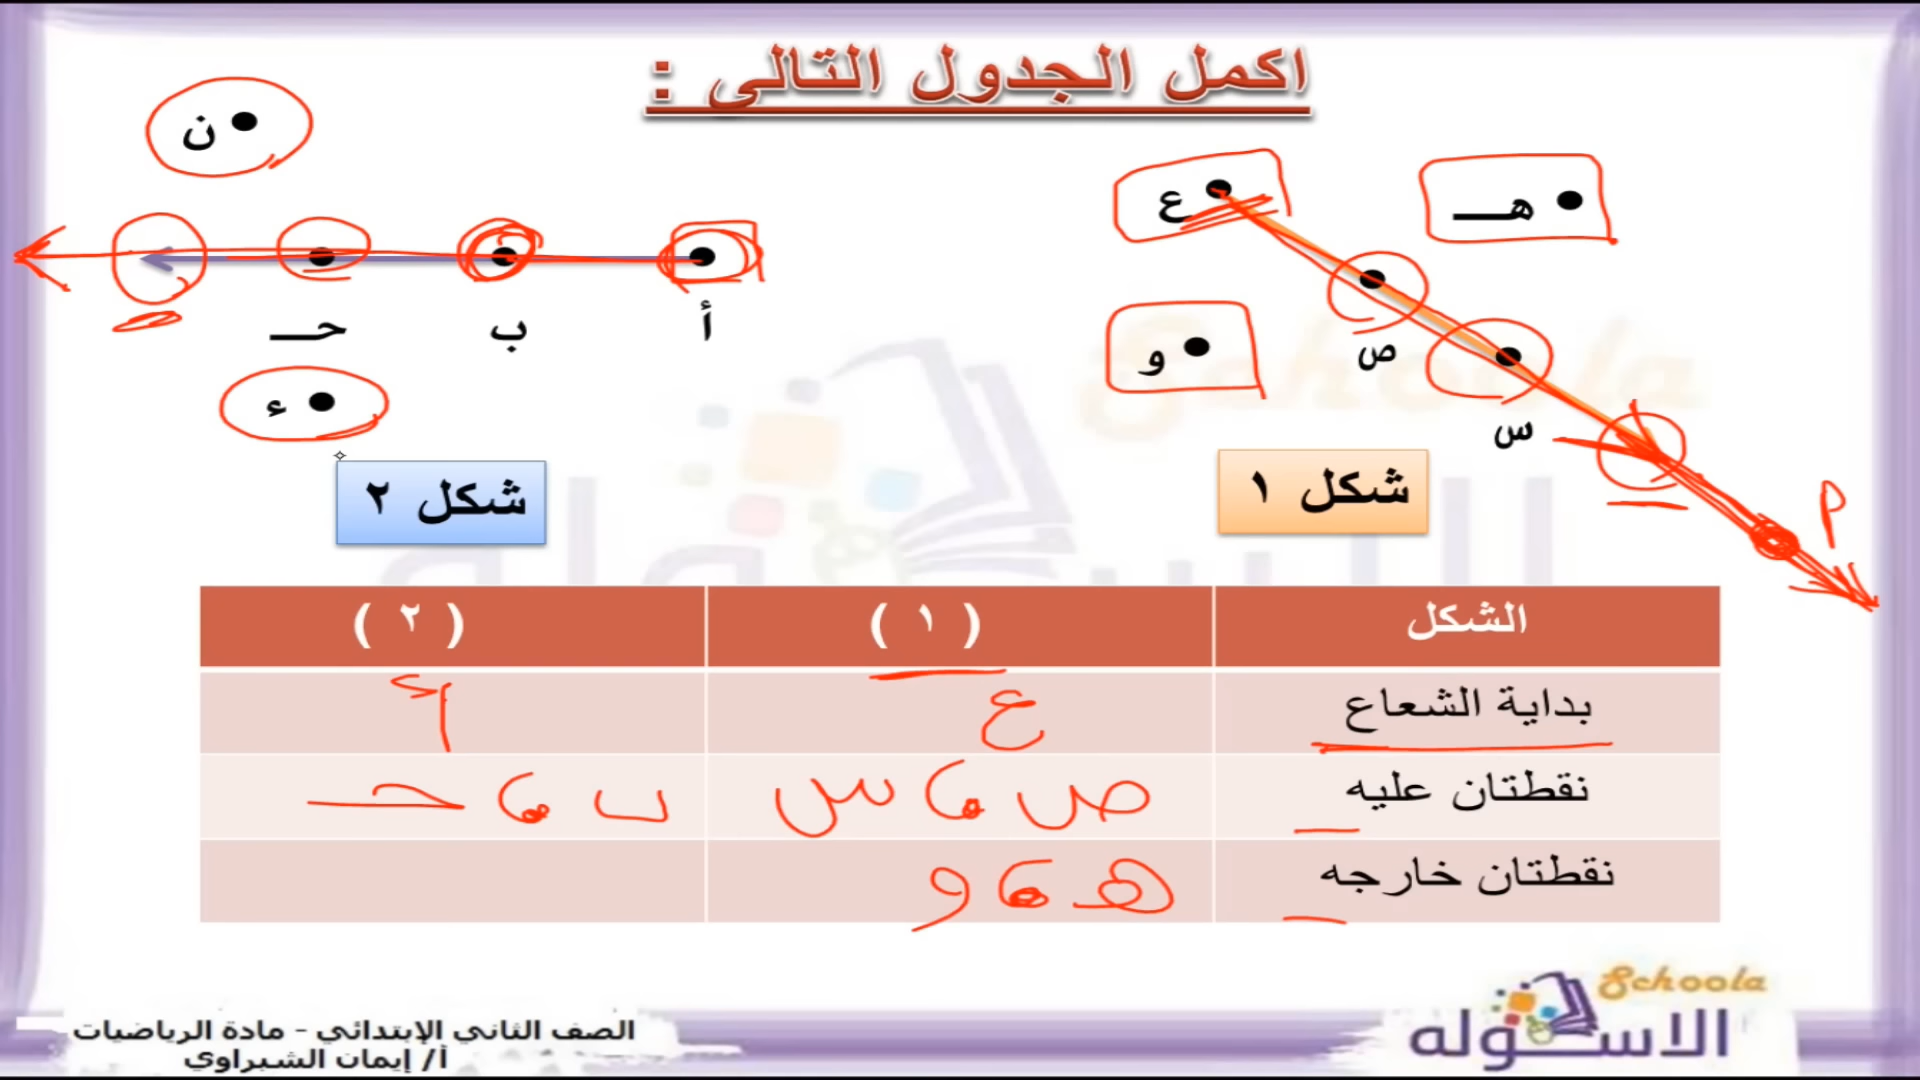 اكمل الجدول التالى :
ن
ع
هـ
أ
ب
حـ
و
ص
ء
س
شكل ١
شكل ٢
م
الشكل ( ١ ) ( ٢ )
بداية الشعاع ع أ
نقطتان عليه ص ، س ب ، حـ
نقطتان خارجه هـ ، و
Schoola
الاسكوله
الصف الثاني الإبتدائي - مادة الرياضيات
أ/ إيمان الشبراوي